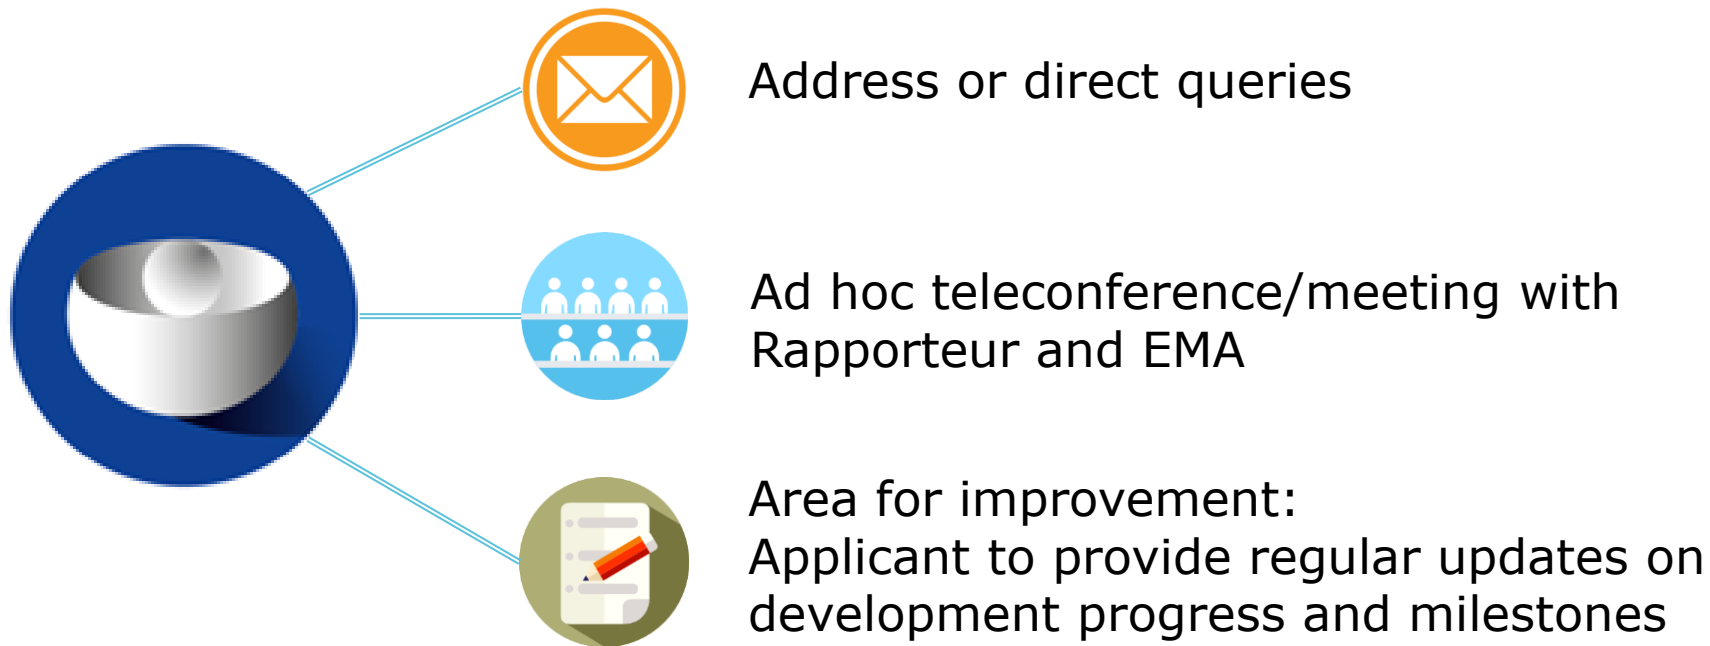 Address or direct queries
Ad hoc teleconference/meeting with
Rapporteur and EMA
Area for improvement:
Applicant to provide regular updates on
development progress and milestones